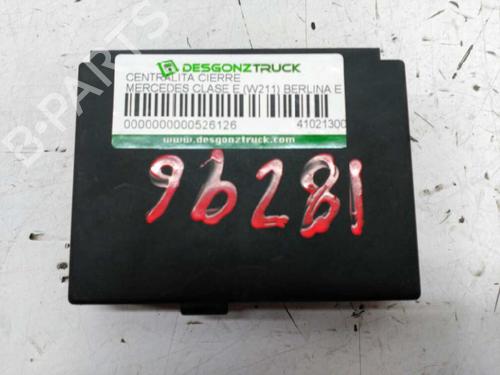 DESGONZTRUCK
CENTRALITA CIERRE
MERCEDES CLASE E (W211) BERLINA E
0000000000526126 41021300
www.desgonztruck.com
96281
B-Parts